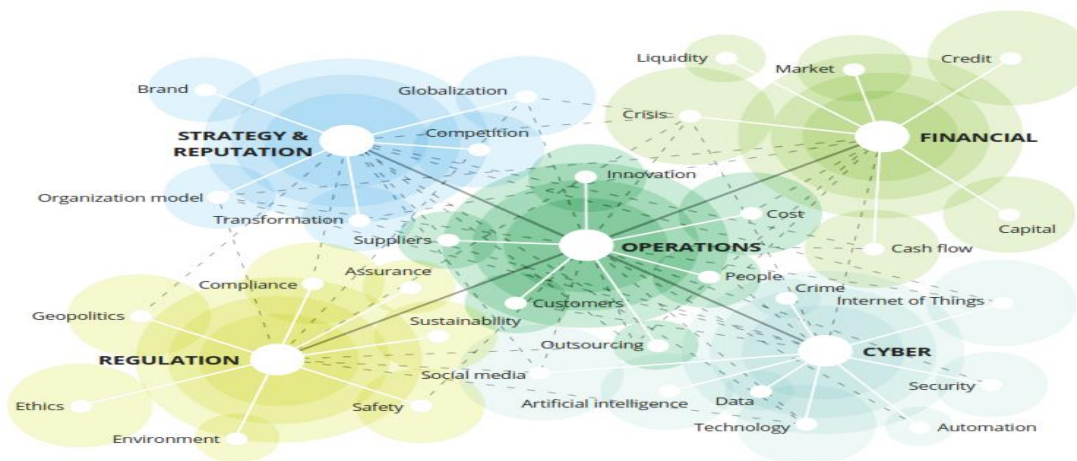 Liquidity
Market
Credit
Brand
Globalization
Crisis
STRATEGY &
REPUTATION
Competition
FINANCIAL
Innovation
Organization model
Transformation
Cost
Capital
Suppliers
OPERATIONS
Cash flow
Assurance
People
Compliance
Crime
Customers
Internet of Things
Geopolitics
Sustainability
Outsourcing
REGULATION
CYBER
Social media
Security
Ethics
Safety
Artificial intelligence
Data
Technology
Automation
Environment